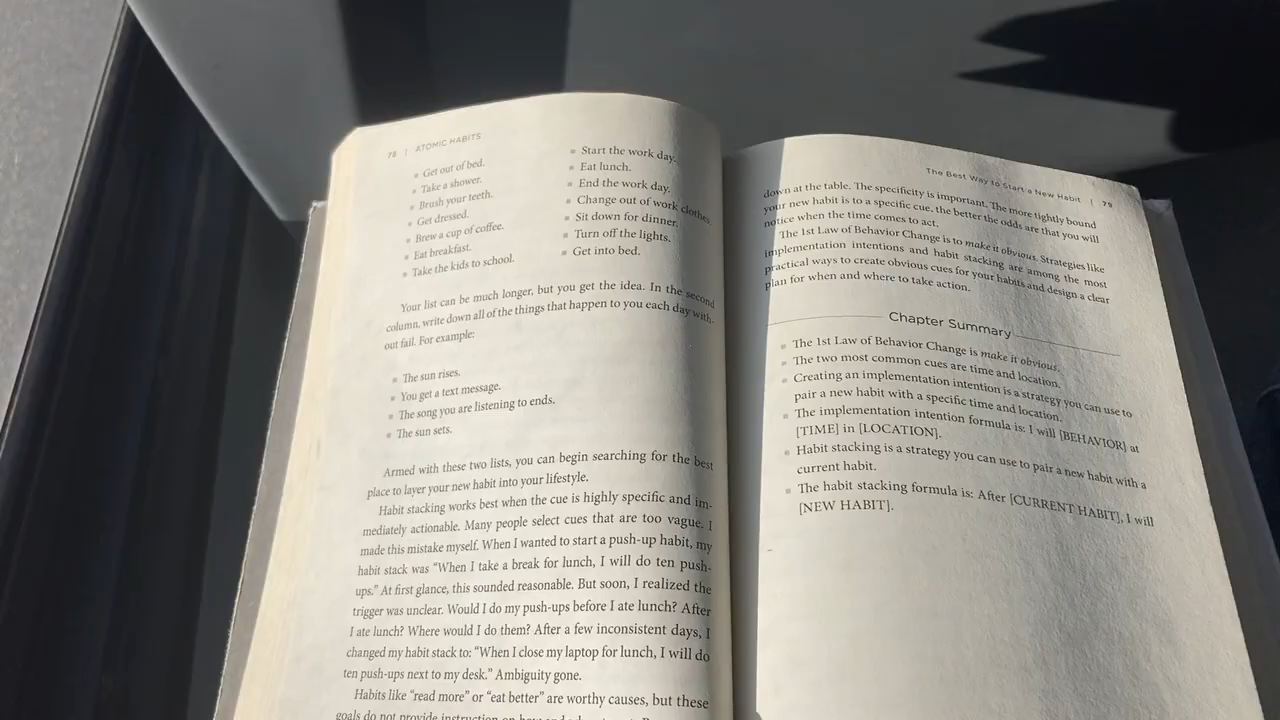 78 | ATOMIC HABITS
Get out of bed.
Take a shower.
Brush your teeth.
Get dressed.
Brew a cup of coffee.
Eat breakfast.
Take the kids to school.
Start the work day.
Eat lunch.
End the work day.
Change out of work clothes.
Sit down for dinner.
Turn off the lights.
Get into bed.
Your list can be much longer, but you get the idea. In the second
column, write down all of the things that happen to you each day with-
out fail. For example:
The sun rises.
You get a text message.
The song you are listening to ends.
The sun sets.
Armed with these two lists, you can begin searching for the best
place to layer your new habit into your lifestyle.
Habit stacking works best when the cue is highly specific and im-
mediately actionable. Many people select cues that are too vague. I
made this mistake myself. When I wanted to start a push-up habit, my
habit stack was “When I take a break for lunch, I will do ten push-
ups.” At first glance, this sounded reasonable. But soon, I realized the
trigger was unclear. Would I do my push-ups before I ate lunch? After
I ate lunch? Where would I do them? After a few inconsistent days, I
changed my habit stack to: “When I close my laptop for lunch, I will do
ten push-ups next to my desk.” Ambiguity gone.
Habits like “read more” or “eat better” are worthy causes, but these
goals do not provide instruction on how and
The Best Way to Start a New Habit | 79
down at the table. The specificity is important. The more tightly bound
your new habit is to a specific cue, the better the odds are that you will
notice when the time comes to act.
The 1st Law of Behavior Change is to make it obvious. Strategies like
implementation intentions and habit stacking are among the most
practical ways to create obvious cues for your habits and design a clear
plan for when and where to take action.
Chapter Summary
The 1st Law of Behavior Change is make it obvious.
The two most common cues are time and location.
Creating an implementation intention is a strategy you can use to
pair a new habit with a specific time and location.
The implementation intention formula is: I will [BEHAVIOR] at
[TIME] in [LOCATION].
Habit stacking is a strategy you can use to pair a new habit with a
current habit.
The habit stacking formula is: After [CURRENT HABIT], I will
[NEW HABIT].